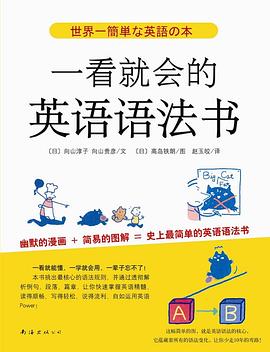 世界一簡単な英語の本
一看就会的
英语语法书
〔日〕向山淳子 向山贵彦/文 〔日〕高岛铁朗/图 赵玉皎/译
Big
Fat
Cat
幽默的漫画 + 简易的图解 = 史上最简单的英语语法书
一看就能懂，一学就会用，一辈子忘不了！
本书挑出最核心的语法规则，并通过透彻解
析例句、段落、篇章，让你快速掌握英语精髓，
读得顺畅、写得轻松、说得流利，自如运用英语
Power！
A
B
这幅简单的图，就是英语语法的核心，
它蕴藏着所有的语法变化，让你少走10年的弯路！
南海出版公司